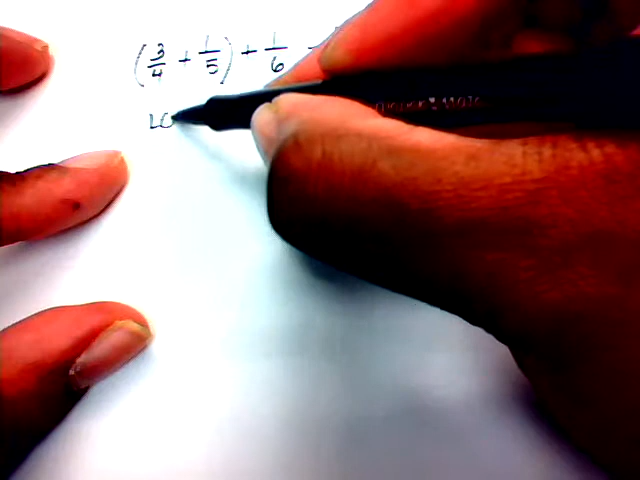 (3/4 + 1/5) + 1/6 -
LC